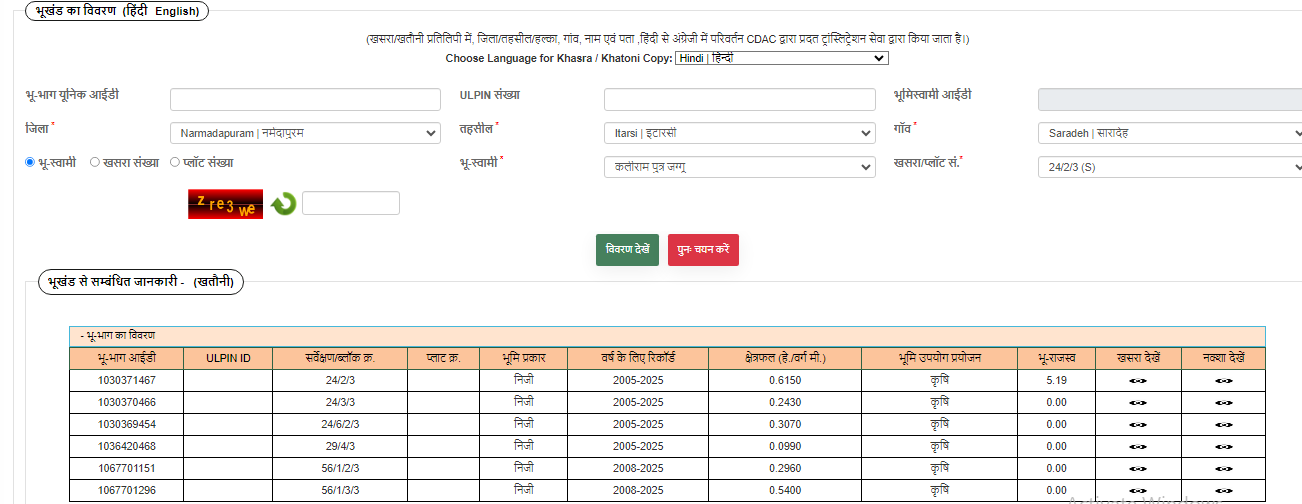 भूखंड का विवरण (हिंदी English)
(खसरा/खतौनी प्रतिलिपी में, जिला/तहसील/हल्का, गांव, नाम एवं पता ,हिंदी से अंग्रेजी में परिवर्तन CDAC द्वारा प्रदत ट्रांस्लिट्रेशन सेवा द्वारा किया जाता है।)
Choose Language for Khasra / Khatoni Copy: Hindi | हिन्दी
भू-भाग यूनिक आईडी ULPIN संख्या भूमिस्वामी आईडी
जिला * Narmadapuram | नर्मदापुरम तहसील * Itarsi | इटारसी गाँव * Saradeh | सारादेह
भू-स्वामी खसरा संख्या प्लॉट संख्या भू-स्वामी * कलीराम पुत्र जग्गु खसरा/प्लॉट सं.* 24/2/3 (S)
zre3we
विवरण देखें पुनः चयन करें
भूखंड से सम्बंधित जानकारी - (खतौनी)
- भू-भाग का विवरण
भू-भाग आईडी ULPIN ID सर्वेक्षण/ब्लॉक क्र. प्लाट क्र. भूमि प्रकार वर्ष के लिए रिकॉर्ड क्षेत्रफल (हे./वर्ग मी.) भूमि उपयोग प्रयोजन भू-राजस्व खसरा देखें नक्शा देखें
1030371467 24/2/3 निजी 2005-2025 0.6150 कृषि 5.19
1030370466 24/3/3 निजी 2005-2025 0.2430 कृषि 0.00
1030369454 24/6/2/3 निजी 2005-2025 0.3070 कृषि 0.00
1036420468 29/4/3 निजी 2005-2025 0.0990 कृषि 0.00
1067701151 56/1/2/3 निजी 2008-2025 0.2960 कृषि 0.00
1067701296 56/1/3/3 निजी 2008-2025 0.5400 कृषि 0.00